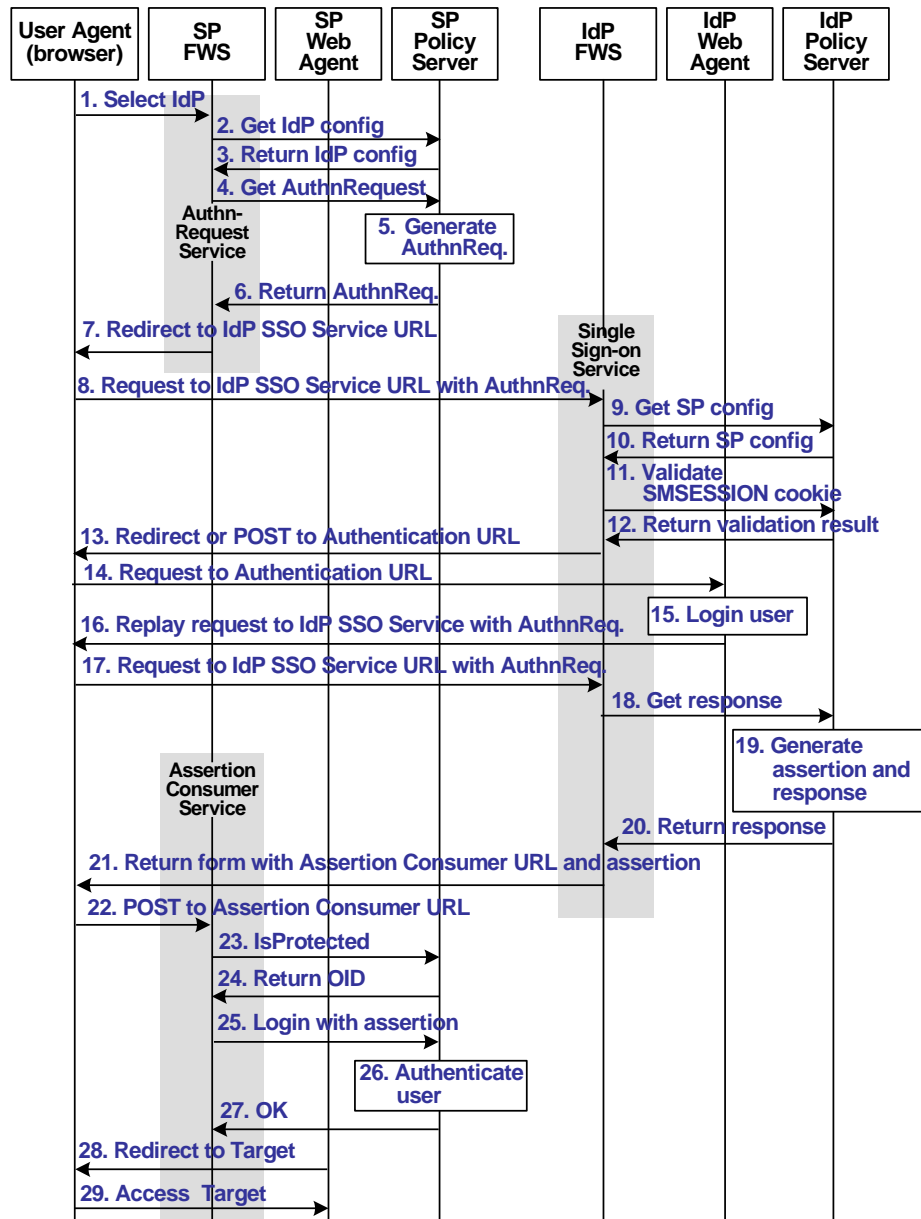 User Agent
(browser)
SP
FWS
SP
Web
Agent
SP
Policy
Server
IdP
FWS
IdP
Web
Agent
IdP
Policy
Server
1. Select IdP
2. Get IdP config
3. Return IdP config
4. Get AuthnRequest
Authn-
Request
Service
5. Generate
AuthnReq.
6. Return AuthnReq.
7. Redirect to IdP SSO Service URL
Single
Sign-on
Service
8. Request to IdP SSO Service URL with AuthnReq.
9. Get SP config
10. Return SP config
11. Validate
SMSESSION cookie
12. Return validation result
13. Redirect or POST to Authentication URL
14. Request to Authentication URL
15. Login user
16. Replay request to IdP SSO Service with AuthnReq.
17. Request to IdP SSO Service URL with AuthnReq.
18. Get response
19. Generate
assertion and
response
Assertion
Consumer
Service
20. Return response
21. Return form with Assertion Consumer URL and assertion
22. POST to Assertion Consumer URL
23. IsProtected
24. Return OID
25. Login with assertion
26. Authenticate
user
27. OK
28. Redirect to Target
29. Access Target